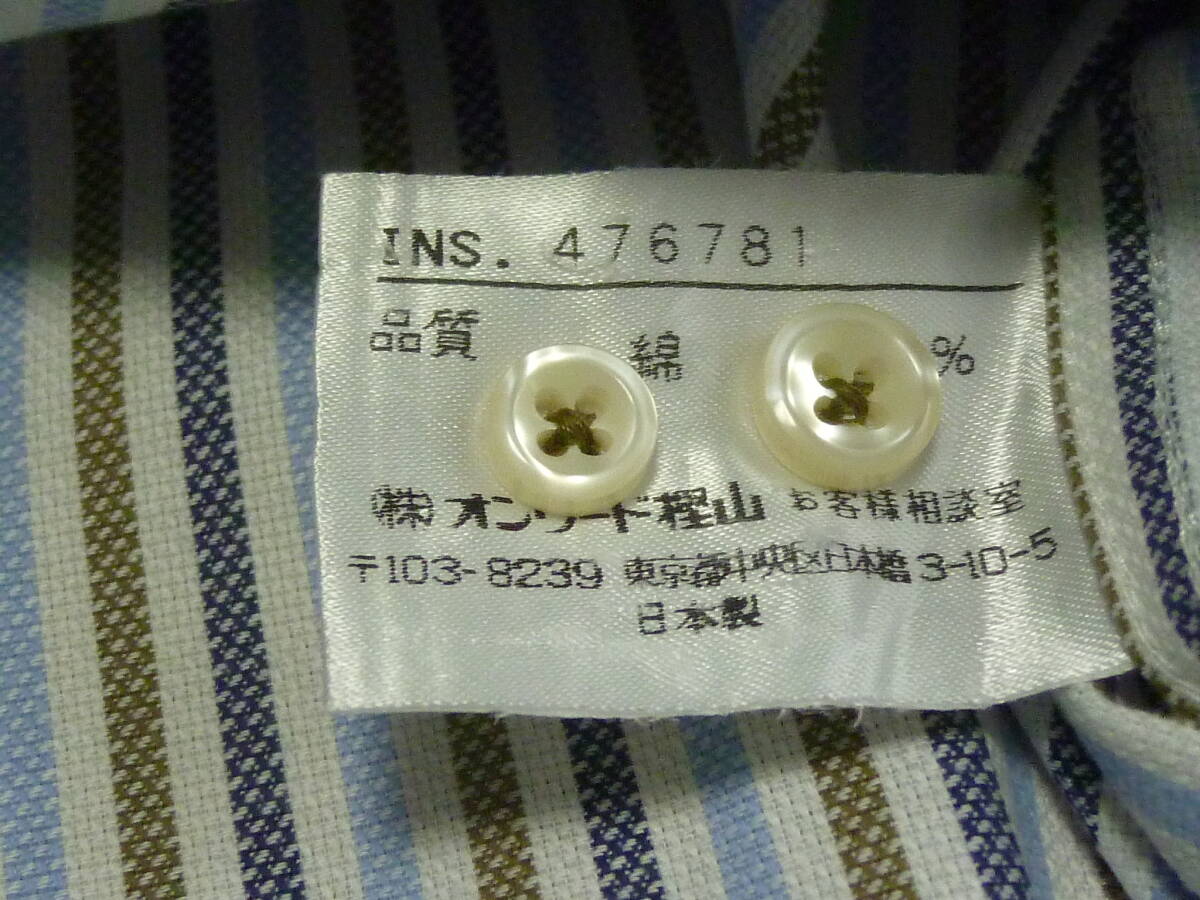 INS. 476781
品質 綿 %
(株)オンワード樫山 お客様相談室
〒103-8239 東京都中央区日本橋3-10-5
日本製